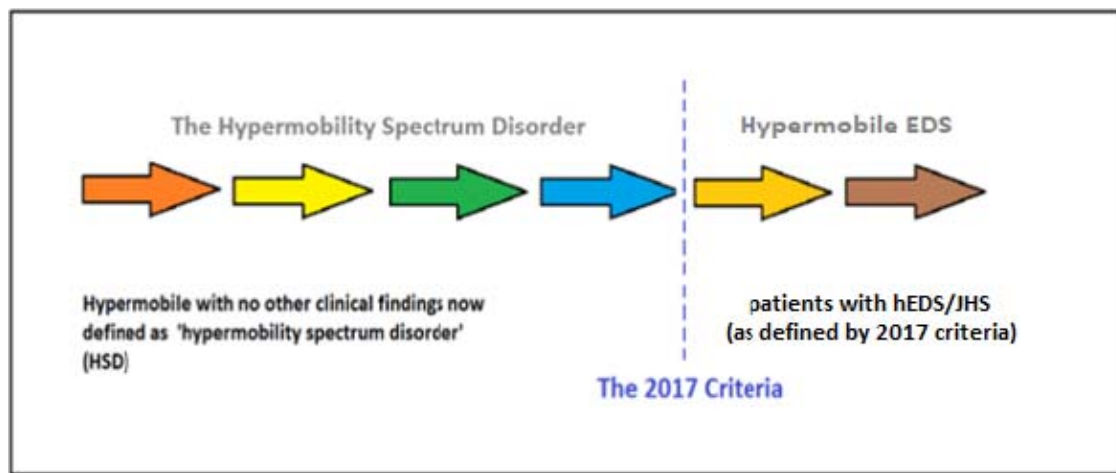 The Hypermobility Spectrum Disorder
Hypermobile EDS
Hypermobile with no other clinical findings now
defined as 'hypermobility spectrum disorder'
(HSD)
patients with hEDS/JHS
(as defined by 2017 criteria)
The 2017 Criteria